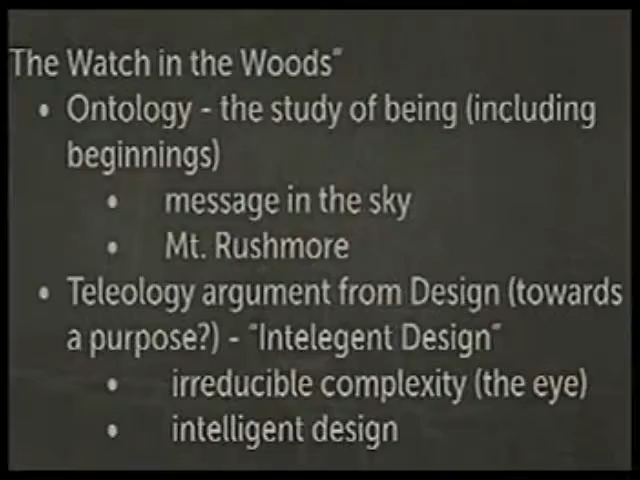 The Watch in the Woods"
• Ontology - the study of being (including
beginnings)
• message in the sky
• Mt. Rushmore
• Teleology argument from Design (towards
a purpose?) - "Intelegent Design"
• irreducible complexity (the eye)
• intelligent design